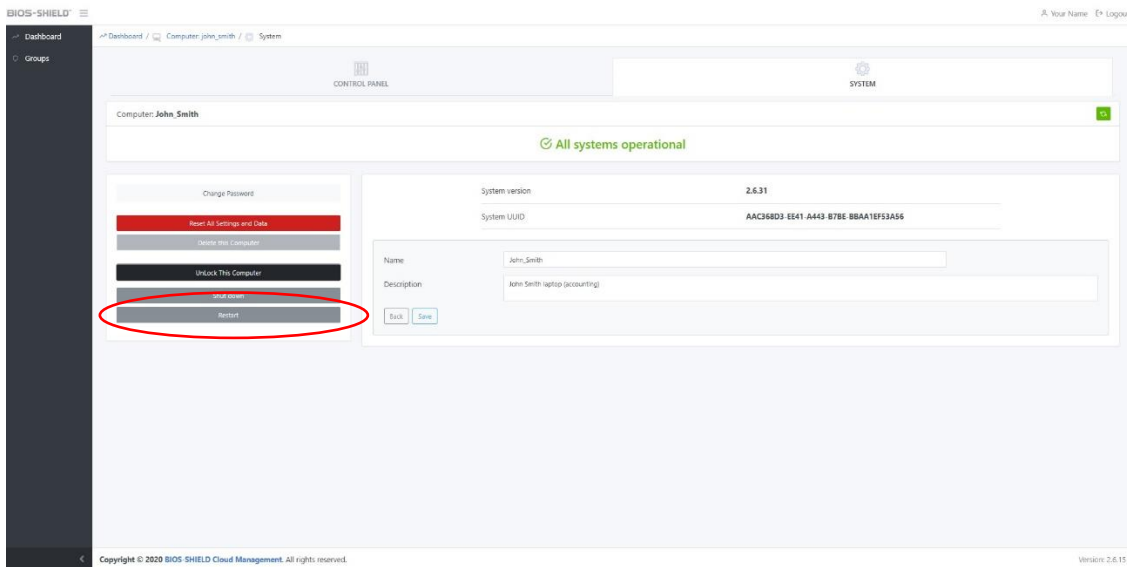 BIOS-SHIELD Your Name Logou
Dashboard Dashboard / Computer: john_smith / System
Groups
CONTROL PANEL SYSTEM
Computer: John_Smith
All systems operational
Change Password System version 2.6.31
Reset All Settings and Data System UUID AAC368D3-EE41-A443-B7BE-BBAA1EF53A56
Delete this Computer
Name John_Smith
UnLock This Computer
Description John Smith laptop (accounting)
Shut down
Restart Back Save
Copyright © 2020 BIOS-SHIELD Cloud Management. All rights reserved. Version: 2.6.15